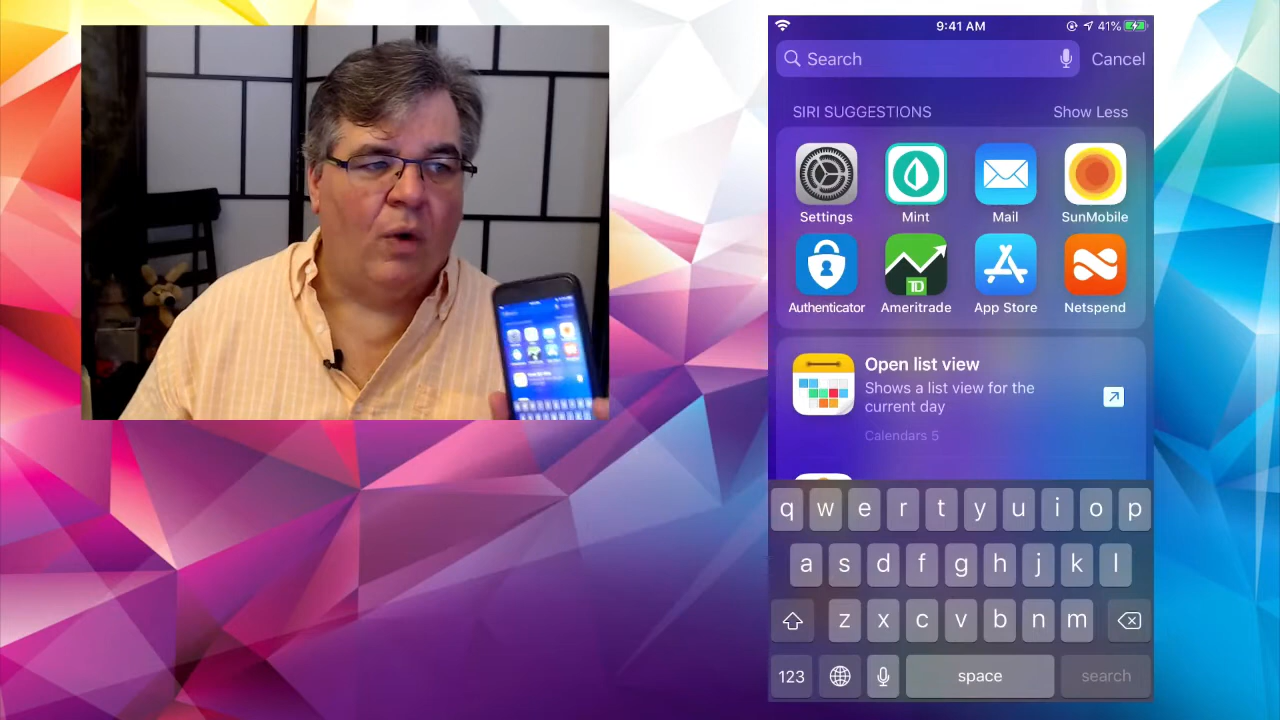 9:41 AM
41%
Search
Cancel
SIRI SUGGESTIONS
Show Less
Settings
Mint
Mail
SunMobile
TD
Authenticator
Ameritrade
App Store
Netspend
Open list view
Shows a list view for the
current day
Calendars 5
q w e r t y u i o p
a s d f g h j k l
z x c v b n m
123
space
search